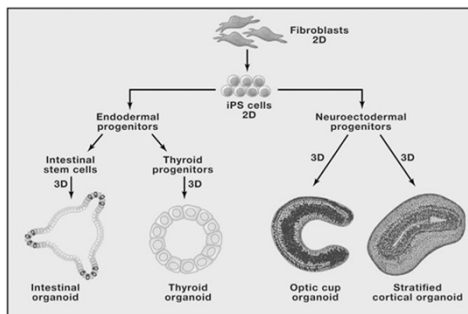 Fibroblasts
2D
iPS cells
2D
Endodermal
progenitors
Neuroectodermal
progenitors
Intestinal
stem cells
Thyroid
progenitors
3D
3D
3D
3D
Intestinal
organoid
Thyroid
organoid
Optic cup
organoid
Stratified
cortical organoid